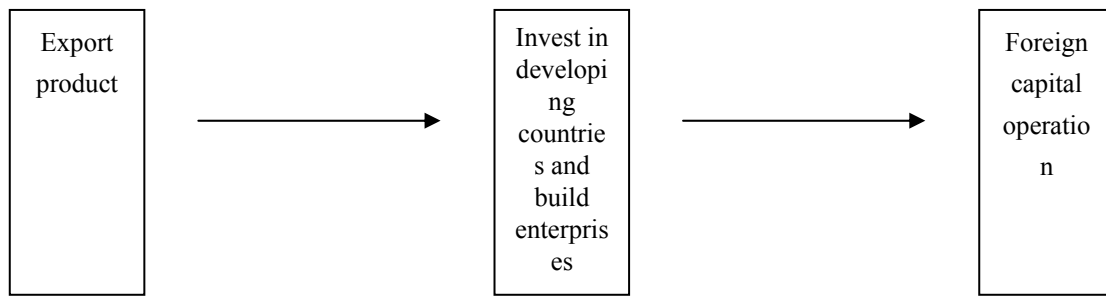 Export
product
Invest in
developi
ng
countrie
s and
build
enterpris
es
Foreign
capital
operatio
n